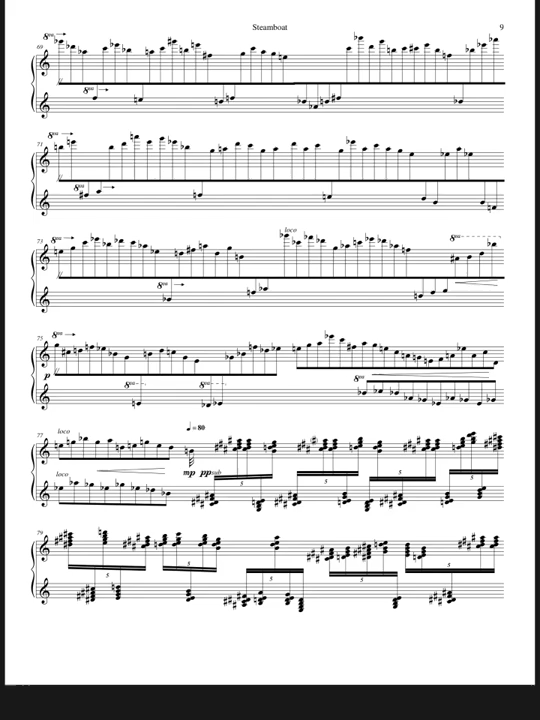 Steamboat 9
8va
69
8va
8va
71
8va
8va loco 8va
73
8va
8va
75
p
8va 8va 8va
loco ♩ = 80
77
loco mp pp sub 5 5
5 5
79
5 5 5 5